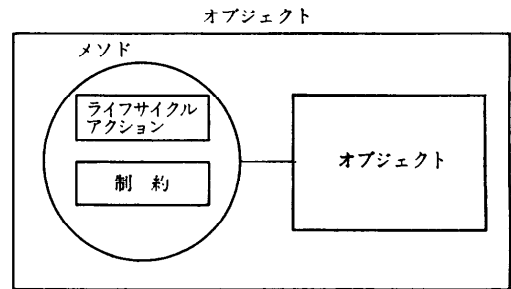 オブジェクト
メソド
ライフサイクル
アクション
制約
オブジェクト